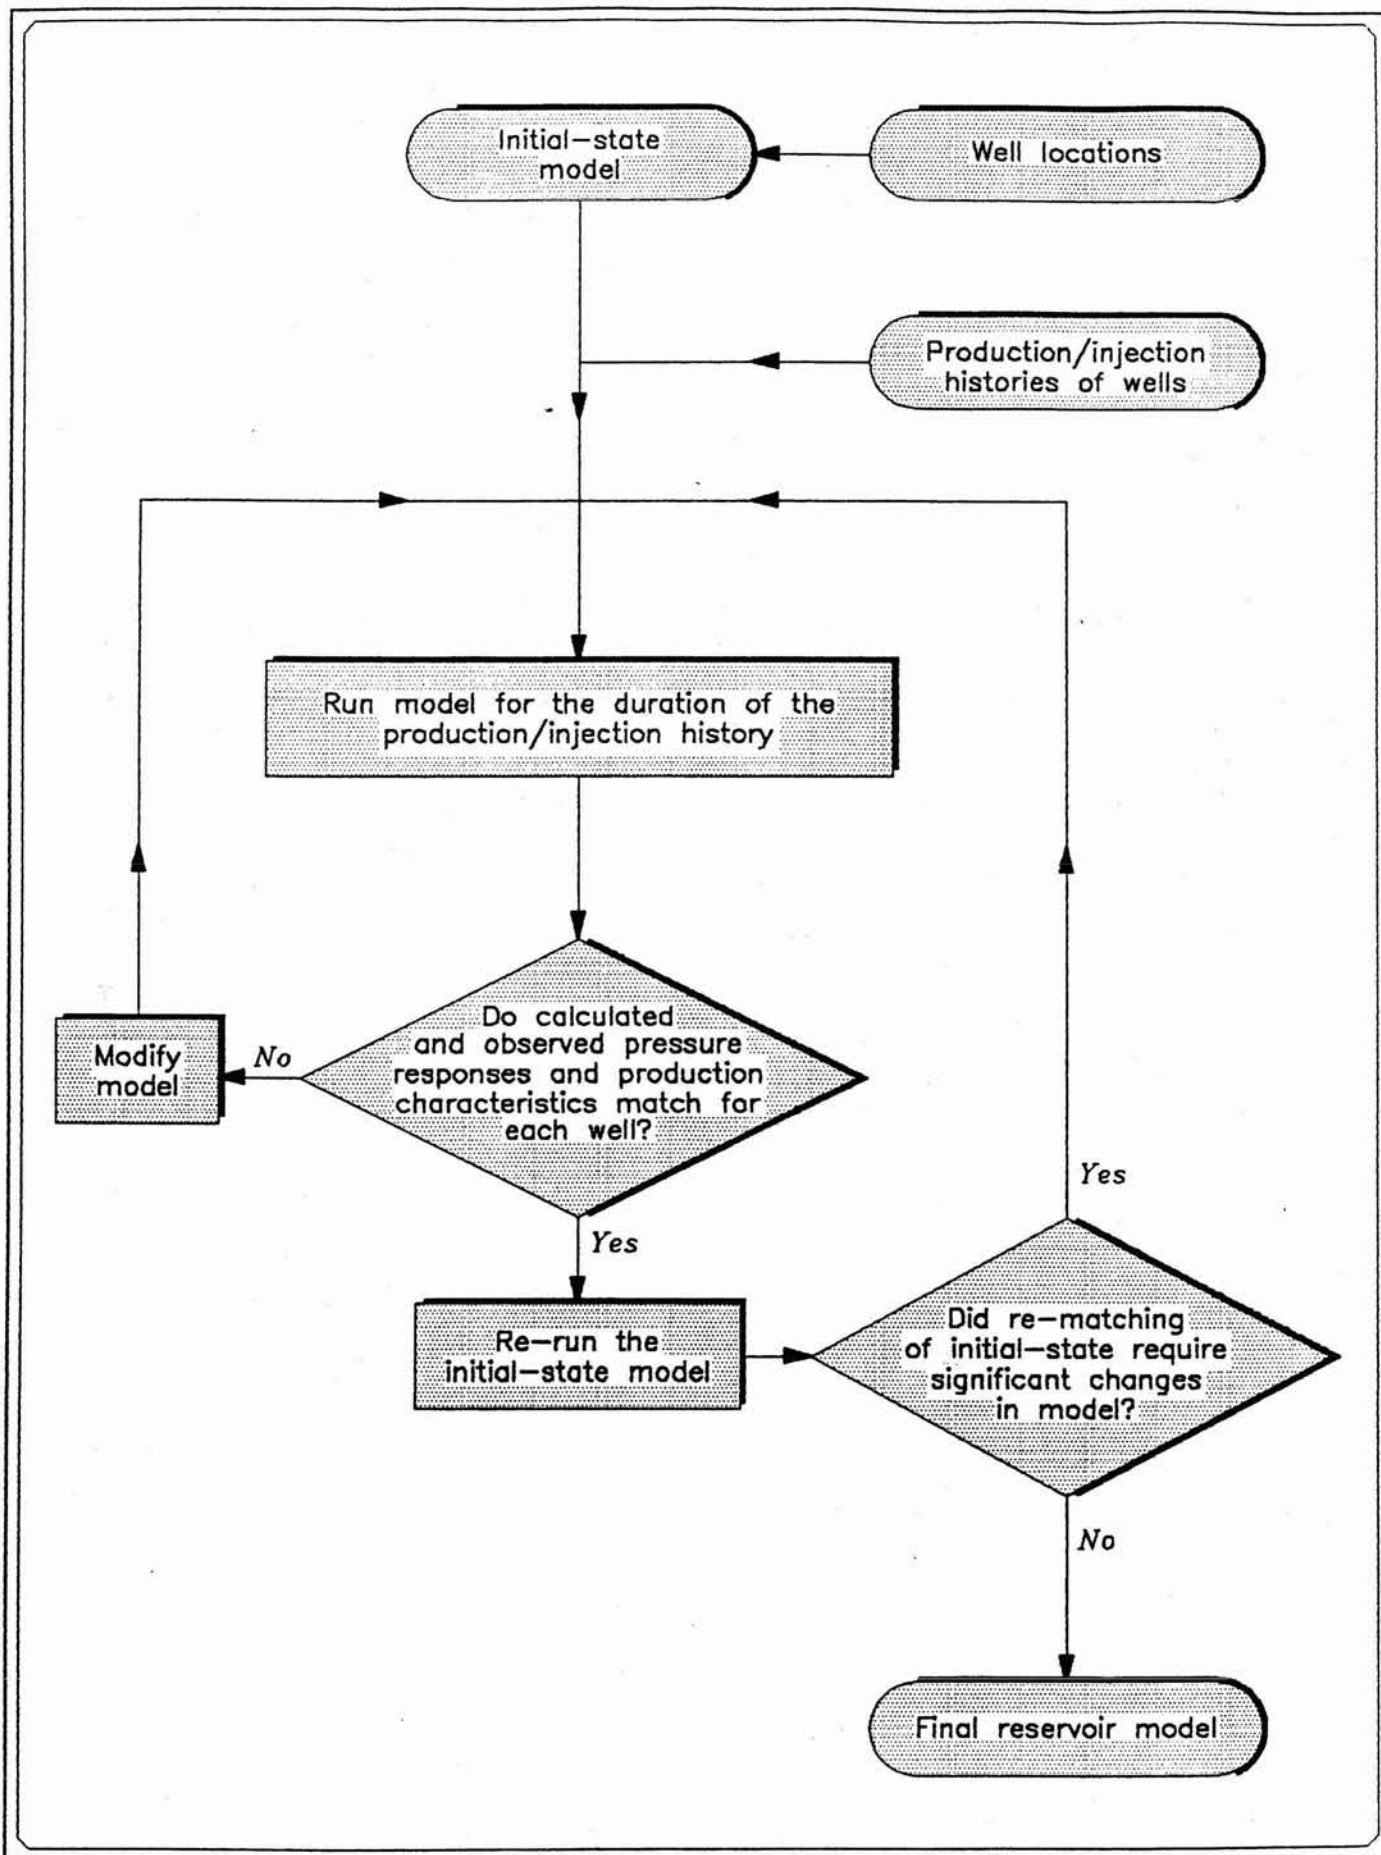 Initial-state
model
Well locations
Production/injection
histories of wells
Run model for the duration of the
production/injection history
Do calculated
and observed pressure
responses and production
characteristics match for
each well?
No
Modify
model
Yes
Re-run the
initial-state model
Yes
Did re-matching
of initial-state require
significant changes
in model?
No
Final reservoir model